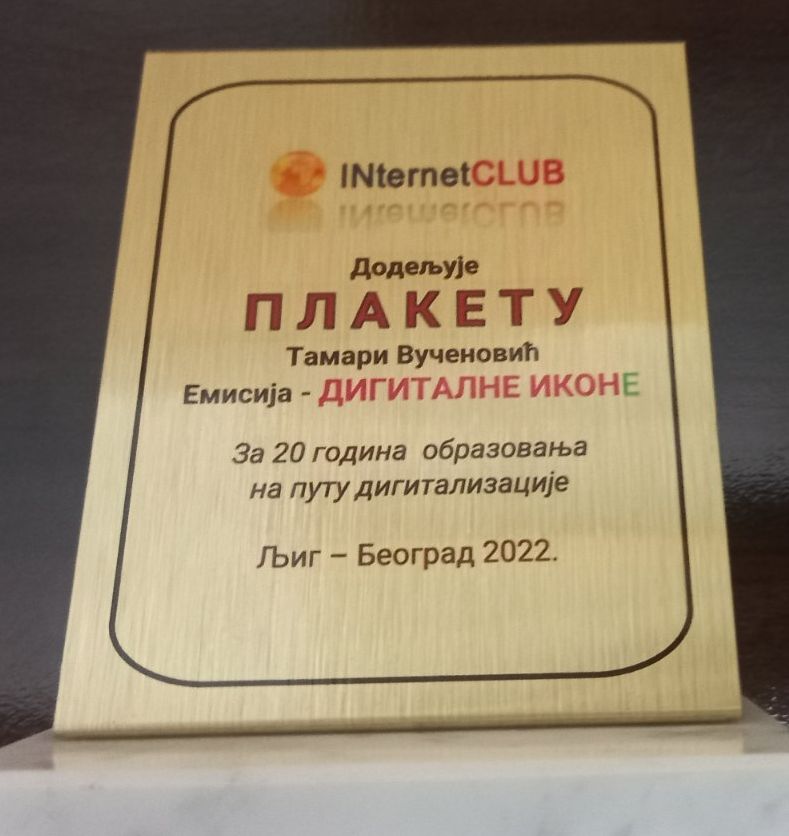 INternetCLUB
Додељује
ПЛАКЕТУ
Тамари Вученовић
Емисија - ДИГИТАЛНЕ ИКОНЕ
За 20 година образовања
на путу дигитализације
Љиг – Београд 2022.